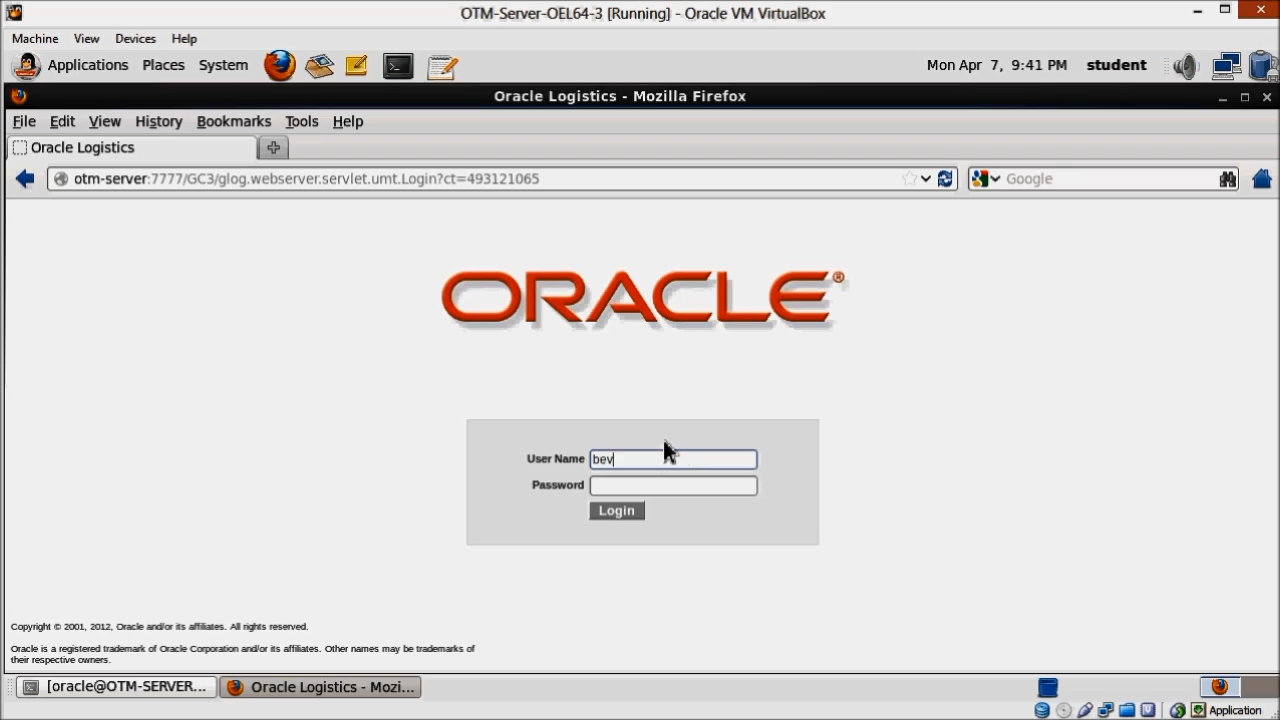 OTM-Server-OEL64-3 [Running] - Oracle VM VirtualBox
Machine View Devices Help
Applications Places System Mon Apr 7, 9:41 PM student
Oracle Logistics - Mozilla Firefox
File Edit View History Bookmarks Tools Help
Oracle Logistics
otm-server:7777/GC3/glog.webserver.servlet.umt.Login?ct=493121065 Google
ORACLE®
User Name bev
Password
Login
Copyright © 2001, 2012, Oracle and/or its affiliates. All rights reserved.
Oracle is a registered trademark of Oracle Corporation and/or its affiliates. Other names may be trademarks of
their respective owners.
[oracle@OTM-SERVER... Oracle Logistics - Mozi...
Application